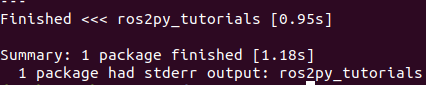 ---
Finished <<< ros2py_tutorials [0.95s]
Summary: 1 package finished [1.18s]
1 package had stderr output: ros2py_tutorials